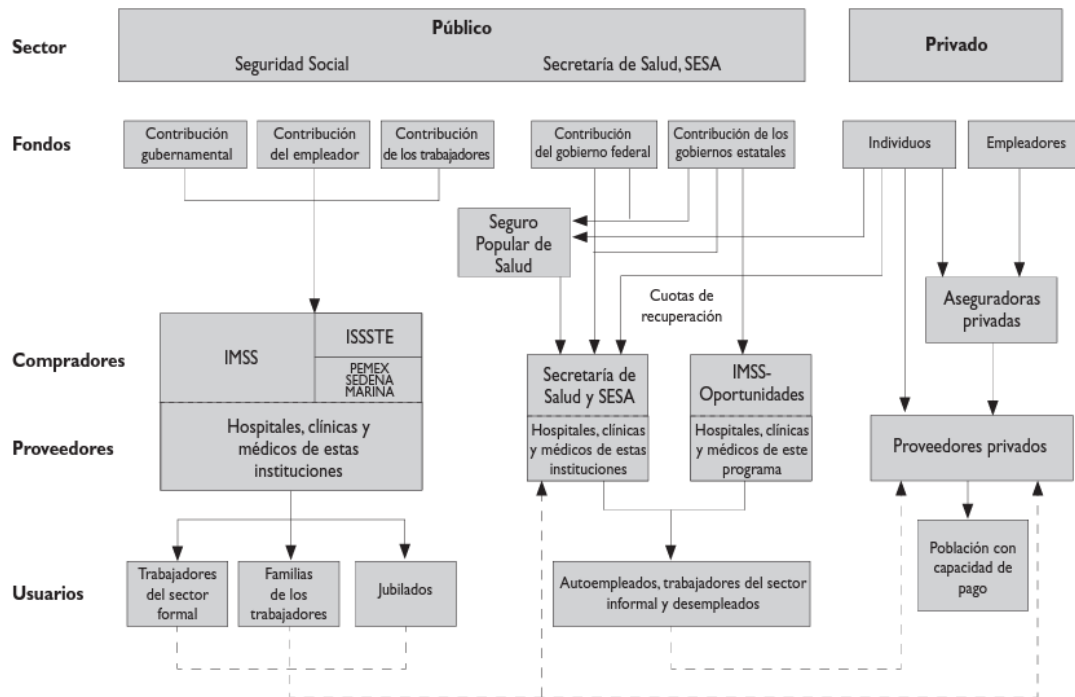 Sector
Público
Seguridad Social
Secretaría de Salud, SESA
Privado
Fondos
Contribución
gubernamental
Contribución
del empleador
Contribución
de los trabajadores
Contribución
del gobierno federal
Contribución de los
gobiernos estatales
Individuos
Empleadores
Seguro
Popular de
Salud
Cuotas de
recuperación
Aseguradoras
privadas
Compradores
IMSS
ISSSTE
PEMEX
SEDENA
MARINA
Secretaría de
Salud y SESA
IMSS-
Oportunidades
Proveedores
Hospitales, clínicas y
médicos de estas
instituciones
Hospitales, clínicas
y médicos de estas
instituciones
Hospitales, clínicas
y médicos de este
programa
Proveedores privados
Usuarios
Trabajadores
del sector
formal
Familias
de los
trabajadores
Jubilados
Autoempleados, trabajadores del sector
informal y desempleados
Población con
capacidad de
pago